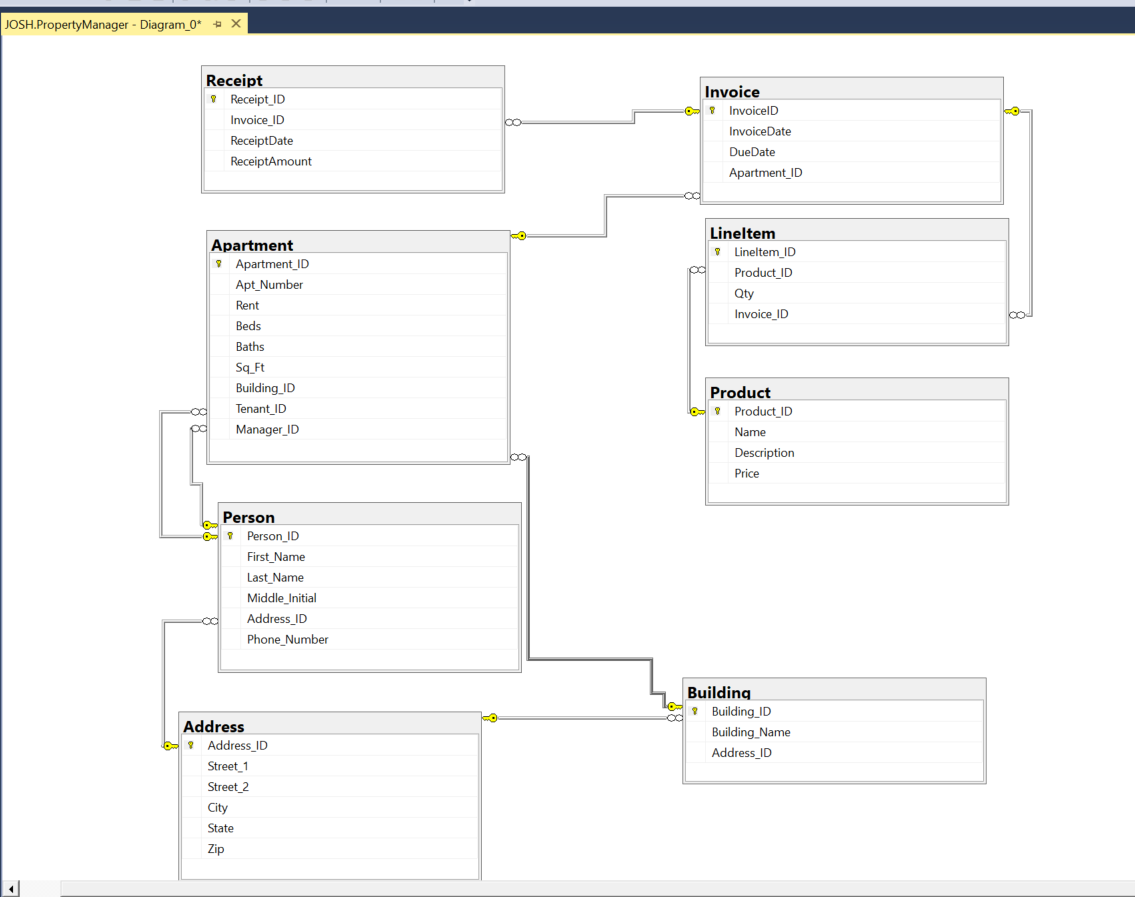 JOSH.PropertyManager - Diagram_0*
Receipt
Receipt_ID
Invoice_ID
ReceiptDate
ReceiptAmount
Invoice
InvoiceID
InvoiceDate
DueDate
Apartment_ID
Apartment
Apartment_ID
Apt_Number
Rent
Beds
Baths
Sq_Ft
Building_ID
Tenant_ID
Manager_ID
LineItem
LineItem_ID
Product_ID
Qty
Invoice_ID
Product
Product_ID
Name
Description
Price
Person
Person_ID
First_Name
Last_Name
Middle_Initial
Address_ID
Phone_Number
Building
Building_ID
Building_Name
Address_ID
Address
Address_ID
Street_1
Street_2
City
State
Zip